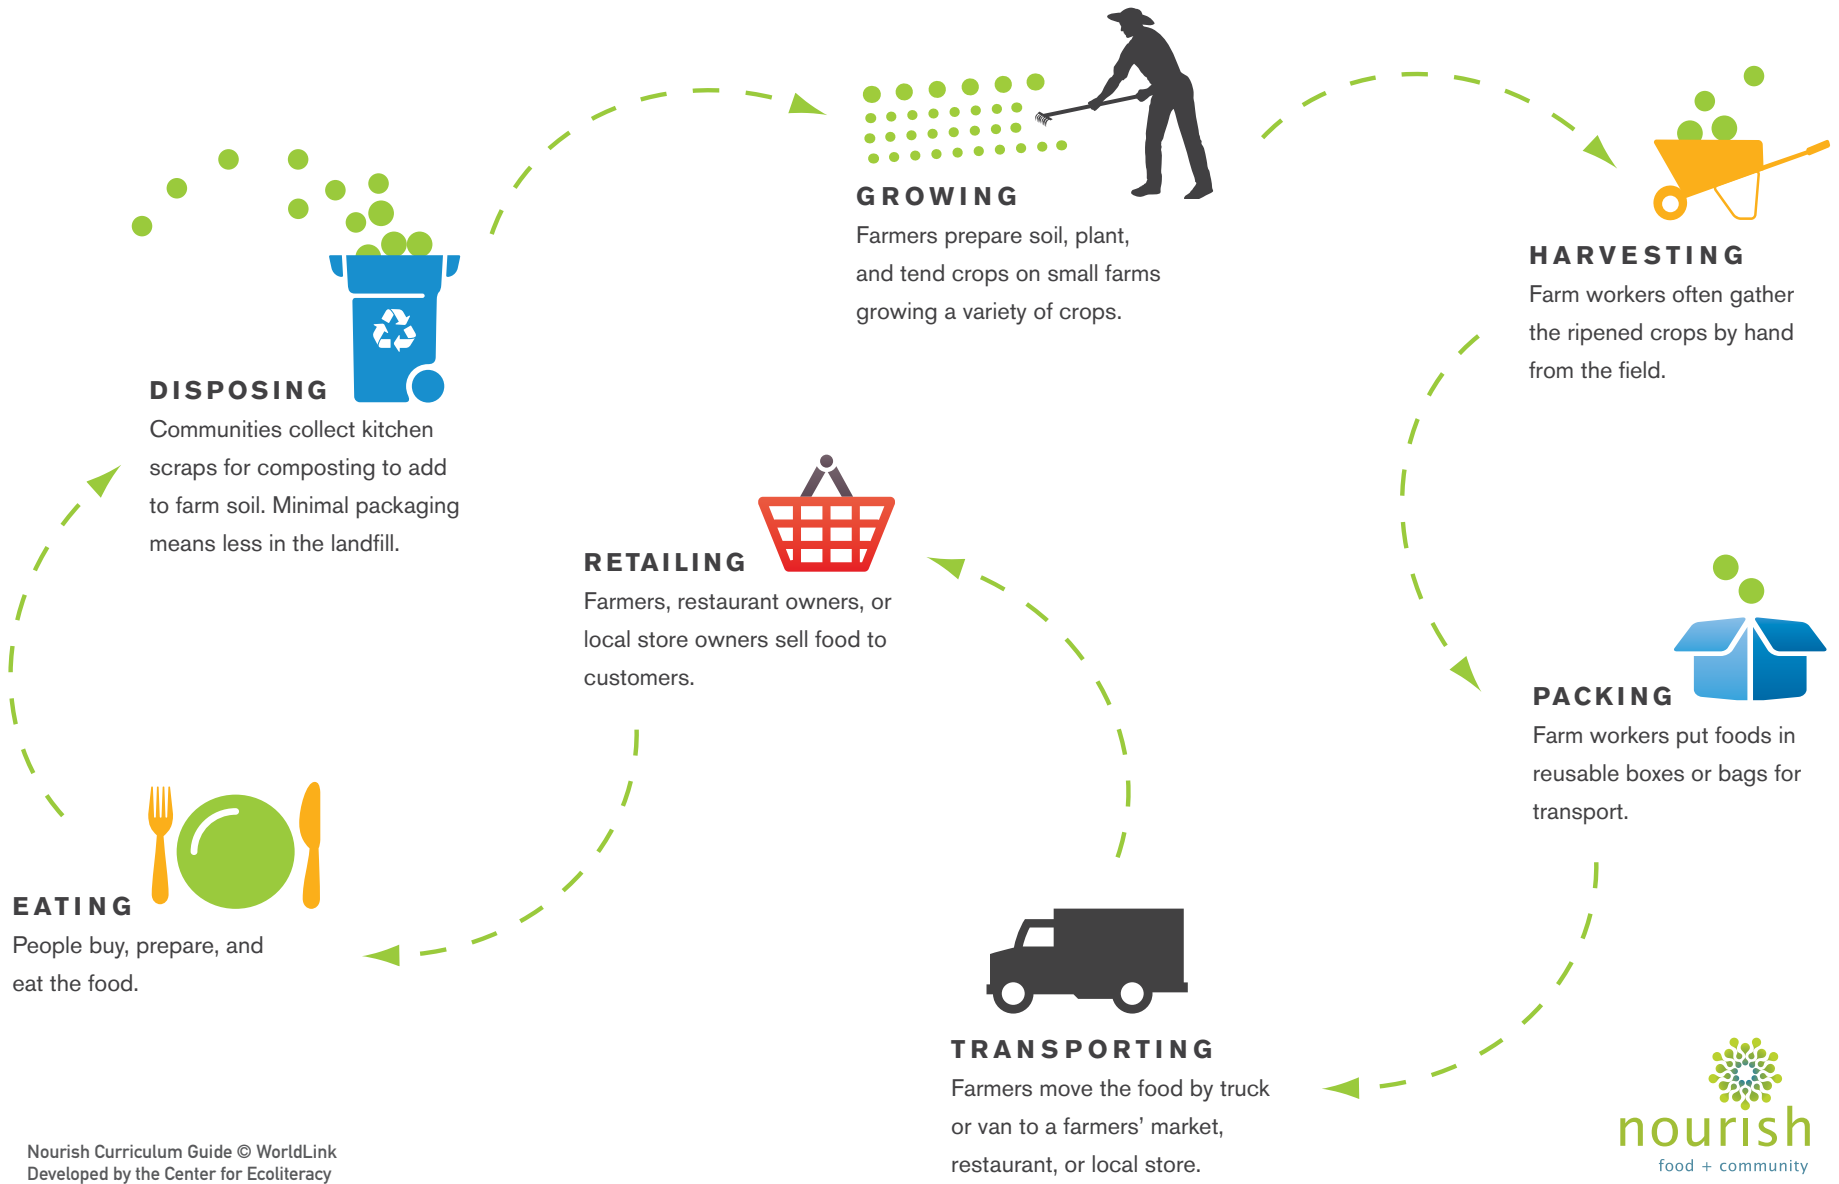 GROWING
Farmers prepare soil, plant,
and tend crops on small farms
growing a variety of crops.
HARVESTING
Farm workers often gather
the ripened crops by hand
from the field.
DISPOSING
Communities collect kitchen
scraps for composting to add
to farm soil. Minimal packaging
means less in the landfill.
RETAILING
Farmers, restaurant owners, or
local store owners sell food to
customers.
PACKING
Farm workers put foods in
reusable boxes or bags for
transport.
EATING
People buy, prepare, and
eat the food.
TRANSPORTING
Farmers move the food by truck
or van to a farmers’ market,
restaurant, or local store.
nourish
food + community
Nourish Curriculum Guide © WorldLink
Developed by the Center for Ecoliteracy